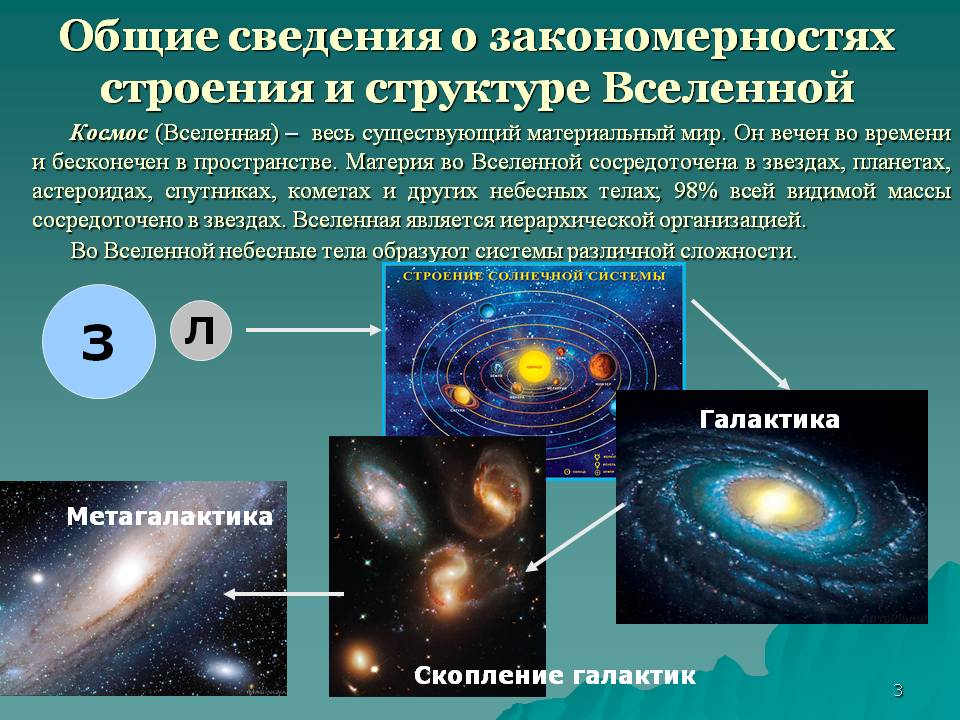 Общие сведения о закономерностях
строения и структуре Вселенной
Космос (Вселенная) – весь существующий материальный мир. Он вечен во времени
и бесконечен в пространстве. Материя во Вселенной сосредоточена в звездах, планетах,
астероидах, спутниках, кометах и других небесных телах; 98% всей видимой массы
сосредоточено в звездах. Вселенная является иерархической организацией.
Во Вселенной небесные тела образуют системы различной сложности.
З
Л
СТРОЕНИЕ СОЛНЕЧНОЙ СИСТЕМЫ
Галактика
Метагалактика
Скопление галактик
3